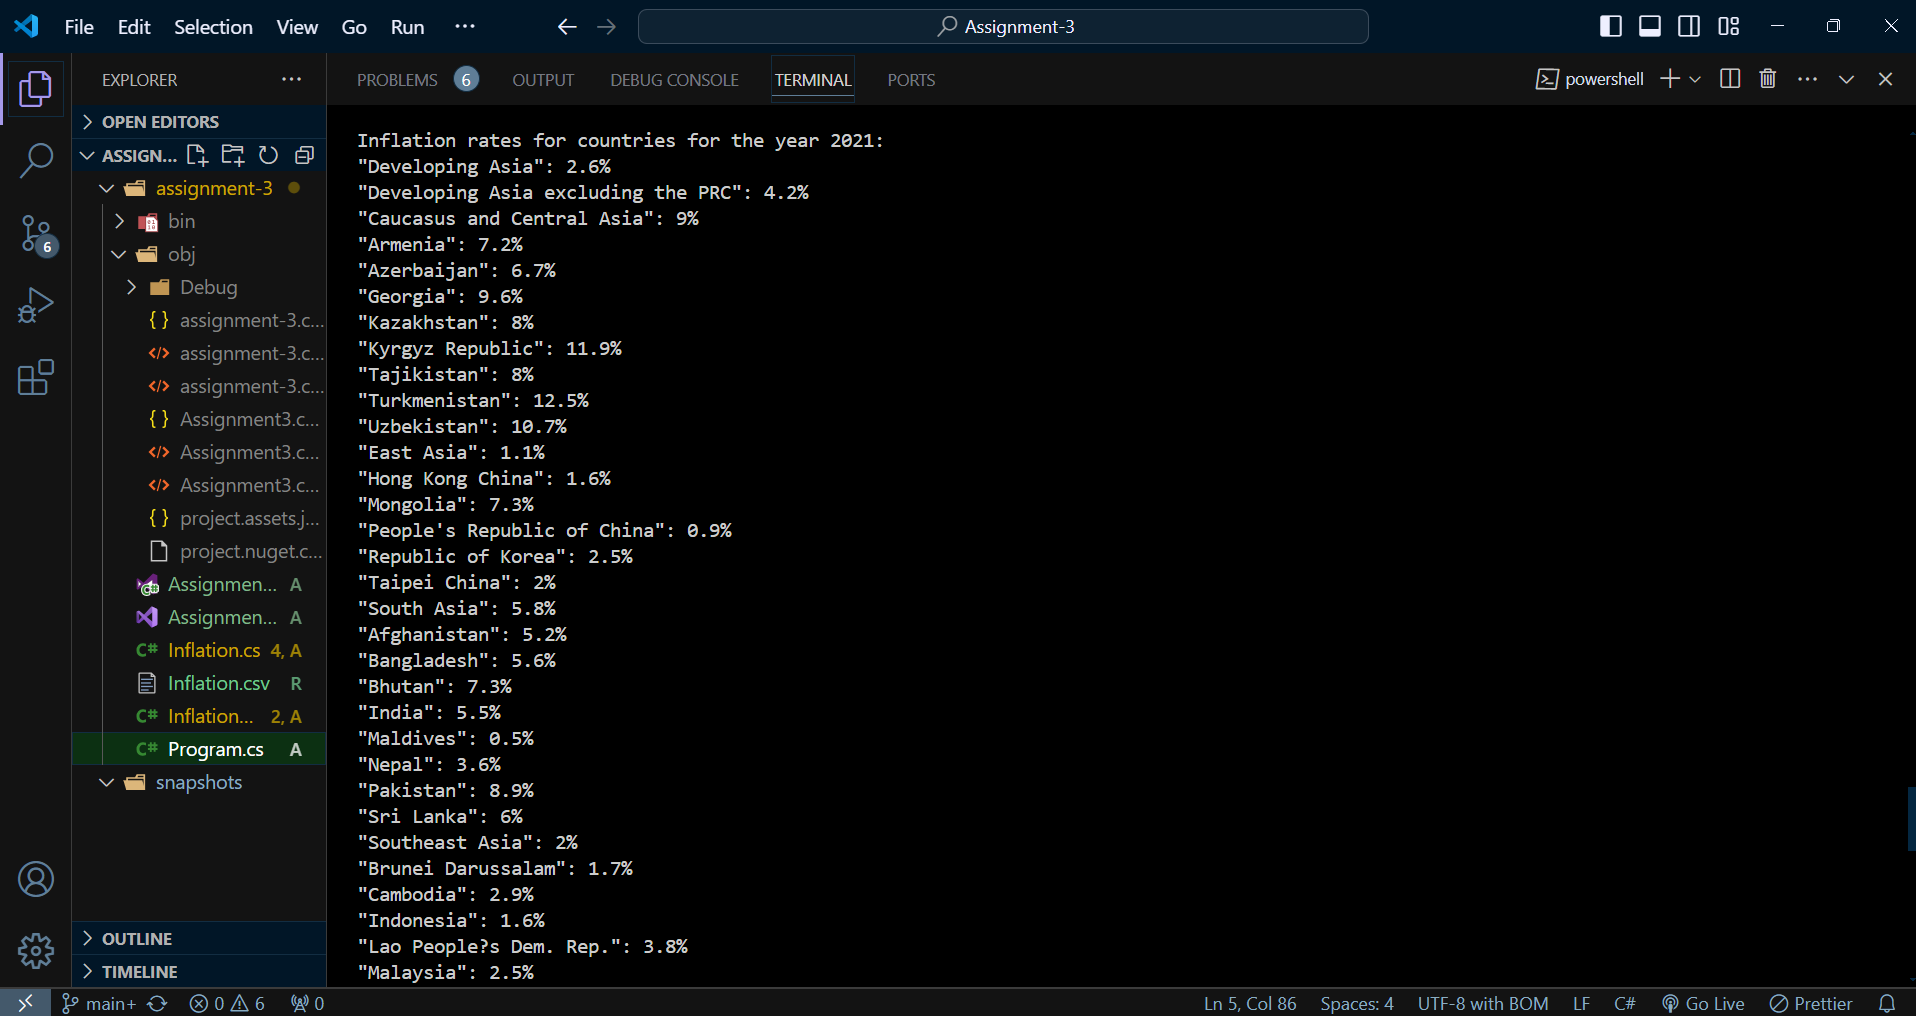 File Edit Selection View Go Run ···
Assignment-3
EXPLORER ···
PROBLEMS 6 OUTPUT DEBUG CONSOLE TERMINAL PORTS
powershell
OPEN EDITORS
ASSIGN...
assignment-3
bin
obj
Debug
assignment-3.c...
assignment-3.c...
assignment-3.c...
Assignment3.c...
Assignment3.c...
Assignment3.c...
project.assets.j...
project.nuget.c...
Assignmen... A
Assignmen... A
Inflation.cs 4, A
Inflation.csv R
Inflation... 2, A
Program.cs A
snapshots
OUTLINE
TIMELINE
6
Inflation rates for countries for the year 2021:
"Developing Asia": 2.6%
"Developing Asia excluding the PRC": 4.2%
"Caucasus and Central Asia": 9%
"Armenia": 7.2%
"Azerbaijan": 6.7%
"Georgia": 9.6%
"Kazakhstan": 8%
"Kyrgyz Republic": 11.9%
"Tajikistan": 8%
"Turkmenistan": 12.5%
"Uzbekistan": 10.7%
"East Asia": 1.1%
"Hong Kong China": 1.6%
"Mongolia": 7.3%
"People's Republic of China": 0.9%
"Republic of Korea": 2.5%
"Taipei China": 2%
"South Asia": 5.8%
"Afghanistan": 5.2%
"Bangladesh": 5.6%
"Bhutan": 7.3%
"India": 5.5%
"Maldives": 0.5%
"Nepal": 3.6%
"Pakistan": 8.9%
"Sri Lanka": 6%
"Southeast Asia": 2%
"Brunei Darussalam": 1.7%
"Cambodia": 2.9%
"Indonesia": 1.6%
"Lao People?s Dem. Rep.": 3.8%
"Malaysia": 2.5%
main+ 0 6 0 Ln 5, Col 86 Spaces: 4 UTF-8 with BOM LF C# Go Live Prettier